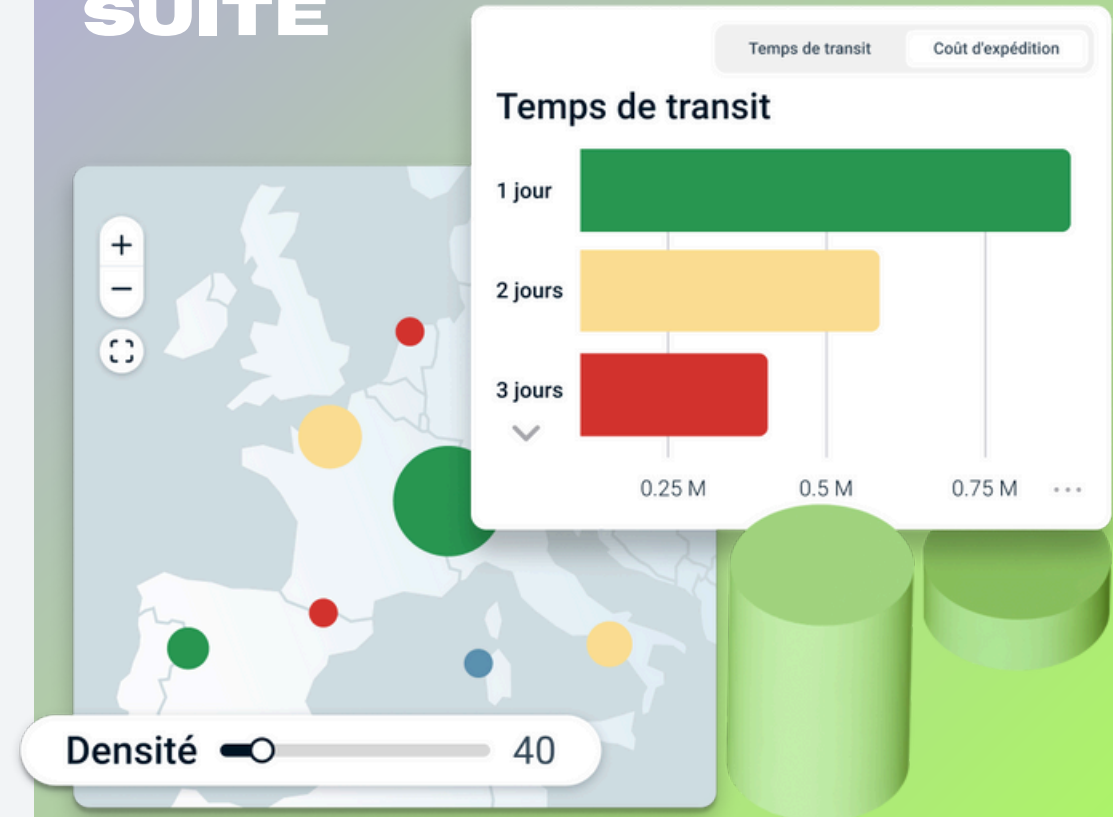 SUITE
Temps de transit Coût d'expédition
Temps de transit
1 jour
2 jours
3 jours
0.25 M 0.5 M 0.75 M
Densité 40